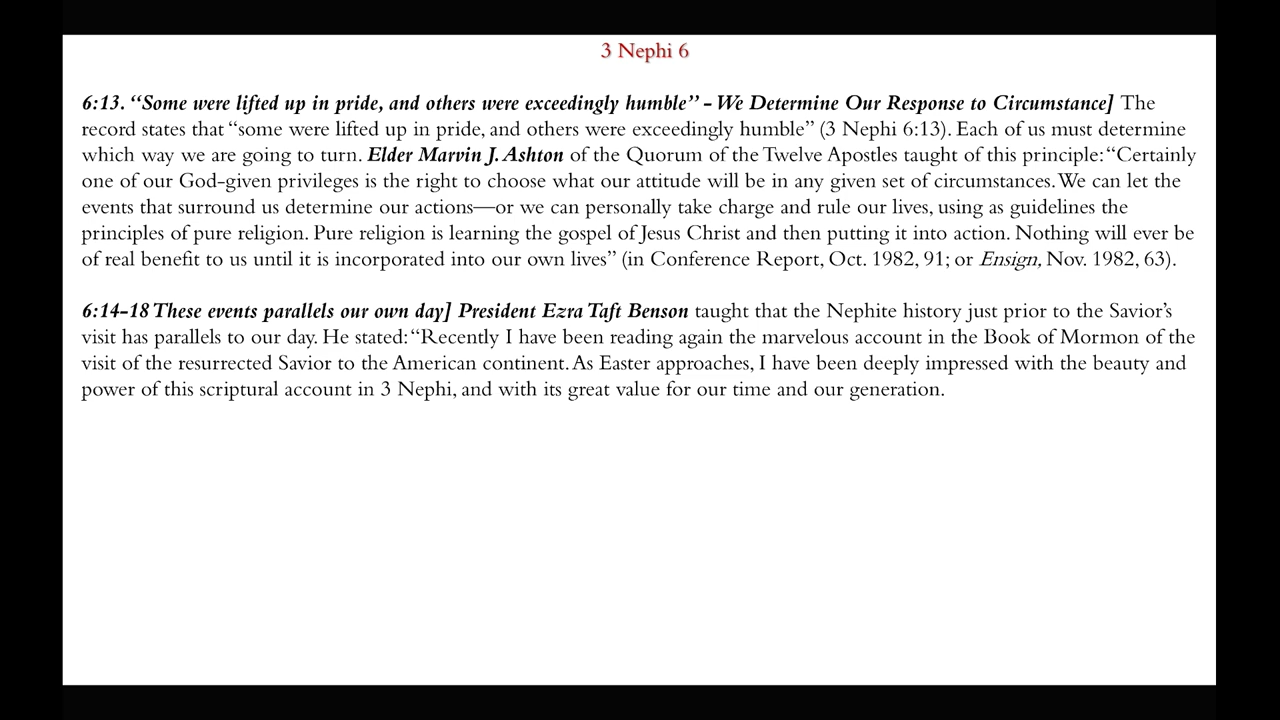 3 Nephi 6
6:13. “Some were lifted up in pride, and others were exceedingly humble” – We Determine Our Response to Circumstance] The
record states that “some were lifted up in pride, and others were exceedingly humble” (3 Nephi 6:13). Each of us must determine
which way we are going to turn. Elder Marvin J. Ashton of the Quorum of the Twelve Apostles taught of this principle: “Certainly
one of our God-given privileges is the right to choose what our attitude will be in any given set of circumstances. We can let the
events that surround us determine our actions—or we can personally take charge and rule our lives, using as guidelines the
principles of pure religion. Pure religion is learning the gospel of Jesus Christ and then putting it into action. Nothing will ever be
of real benefit to us until it is incorporated into our own lives” (in Conference Report, Oct. 1982, 91; or Ensign, Nov. 1982, 63).
6:14-18 These events parallels our own day] President Ezra Taft Benson taught that the Nephite history just prior to the Savior’s
visit has parallels to our day. He stated: “Recently I have been reading again the marvelous account in the Book of Mormon of the
visit of the resurrected Savior to the American continent. As Easter approaches, I have been deeply impressed with the beauty and
power of this scriptural account in 3 Nephi, and with its great value for our time and our generation.